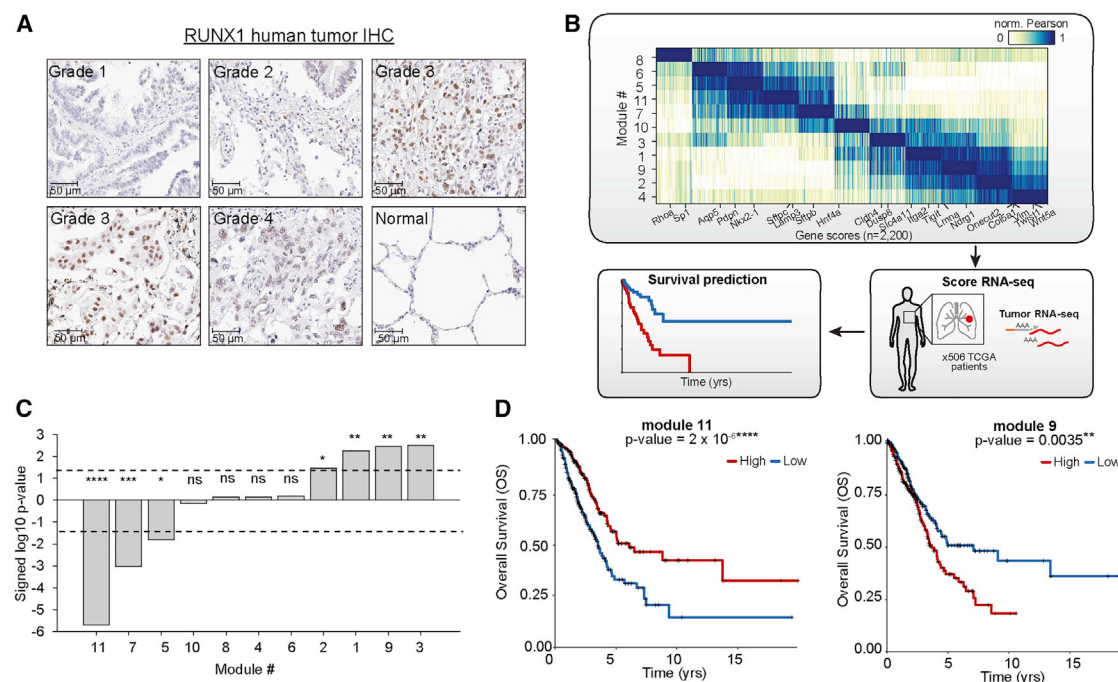 A
RUNX1 human tumor IHC
Grade 1
50 µm
Grade 2
50 µm
Grade 3
50 µm
Grade 3
50 µm
Grade 4
50 µm
Normal
50 µm
B
norm. Pearson
0 1
Module #
8
6
5
11
7
10
3
1
9
2
4
Rhoa
Sp1
Aqp5
Pdpn
Nkx2-1
Sftpc
Lamp3
Sftpb
Hnf4a
Cldn4
Dusp6
Slc4a11
Itga2
Tigit
Lmna
Ndrg1
Onecut2
Col5a1
Vim
Twist1
Wnt5a
Gene scores (n=2,200)
Survival prediction
Time (yrs)
Score RNA-seq
Tumor RNA-seq
AAA
AAA
x506 TCGA
patients
C
Signed log10 p-value
3
2
1
0
-1
-2
-3
-4
-5
-6
**** *** * ns ns ns ns * ** ** **
11 7 5 10 8 4 6 2 1 9 3
Module #
D
module 11
p-value = 2 x 10-6****
High Low
Overall Survival (OS)
1.00
0.75
0.50
0.25
0.00
0 5 10 15
Time (yrs)
module 9
p-value = 0.0035**
High Low
Overall Survival (OS)
1.00
0.75
0.50
0.25
0.00
0 5 10 15
Time (yrs)